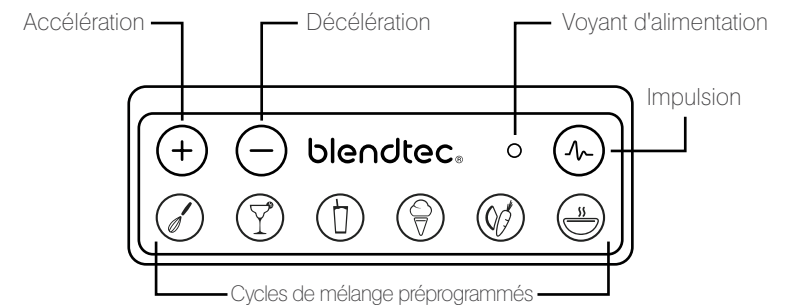 Accélération
Décélération
Voyant d'alimentation
Impulsion
blendtec®
Cycles de mélange préprogrammés